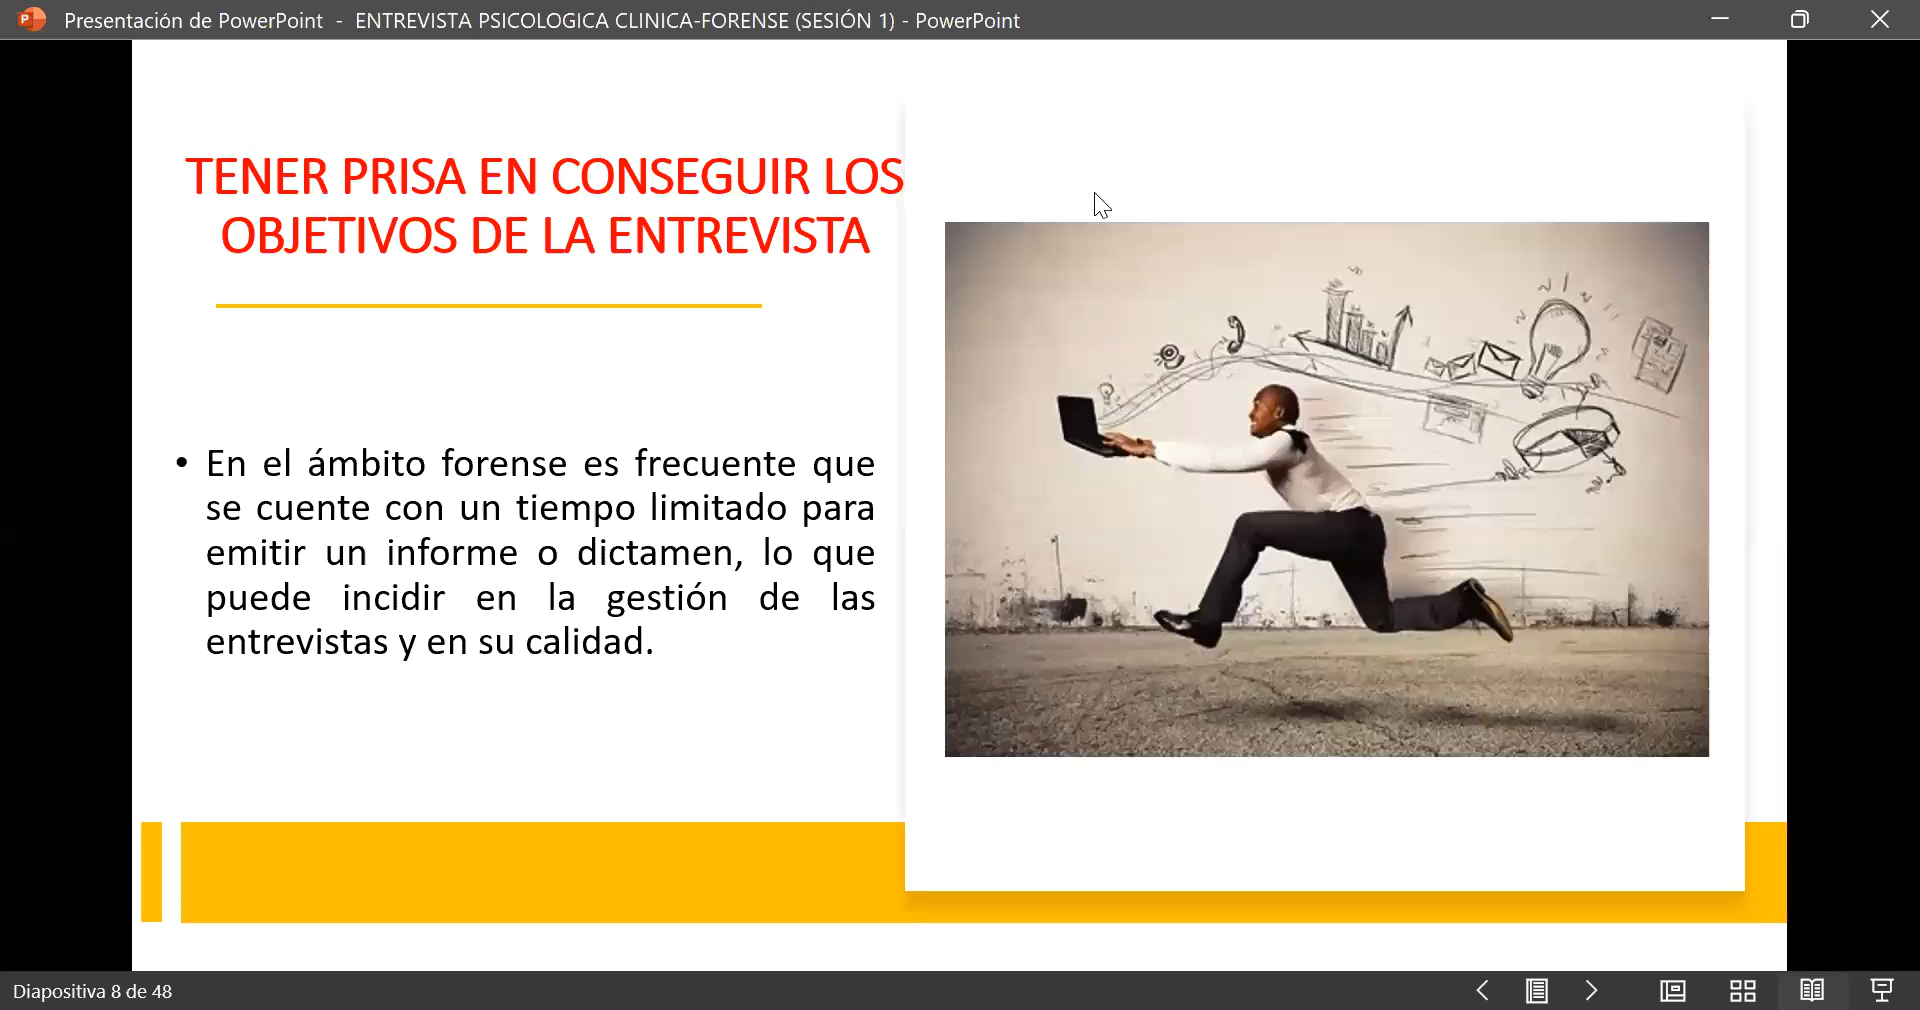 Presentación de PowerPoint - ENTREVISTA PSICOLOGICA CLINICA-FORENSE (SESIÓN 1) - PowerPoint
TENER PRISA EN CONSEGUIR LOS
OBJETIVOS DE LA ENTREVISTA
• En el ámbito forense es frecuente que
se cuente con un tiempo limitado para
emitir un informe o dictamen, lo que
puede incidir en la gestión de las
entrevistas y en su calidad.
Diapositiva 8 de 48